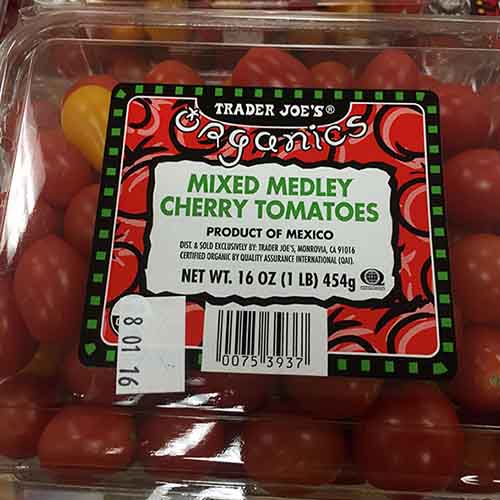 TRADER JOE'S®
Organics
MIXED MEDLEY
CHERRY TOMATOES
PRODUCT OF MEXICO
DIST. & SOLD EXCLUSIVELY BY: TRADER JOE'S, MONROVIA, CA 91016
CERTIFIED ORGANIC BY QUALITY ASSURANCE INTERNATIONAL (QAI).
NET WT. 16 OZ (1 LB) 454g
8 01 16
0075 3937